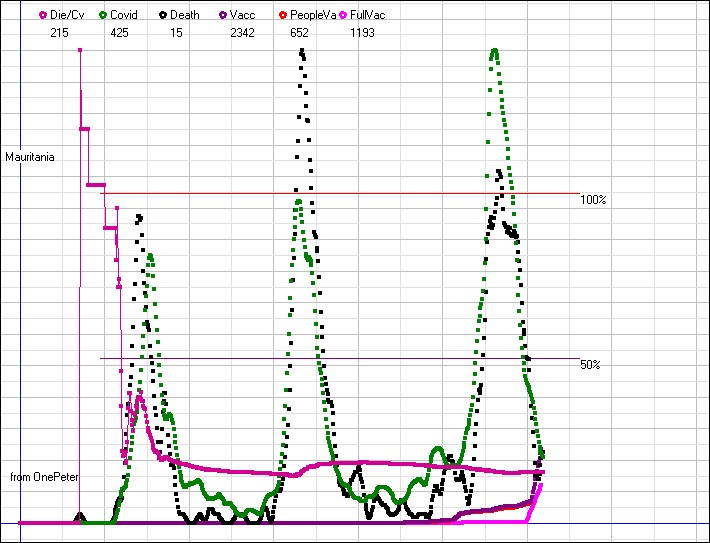 Die/Cv Covid Death Vacc PeopleVa FullVac
215 425 15 2342 652 1193
Mauritania
100%
50%
from OnePeter